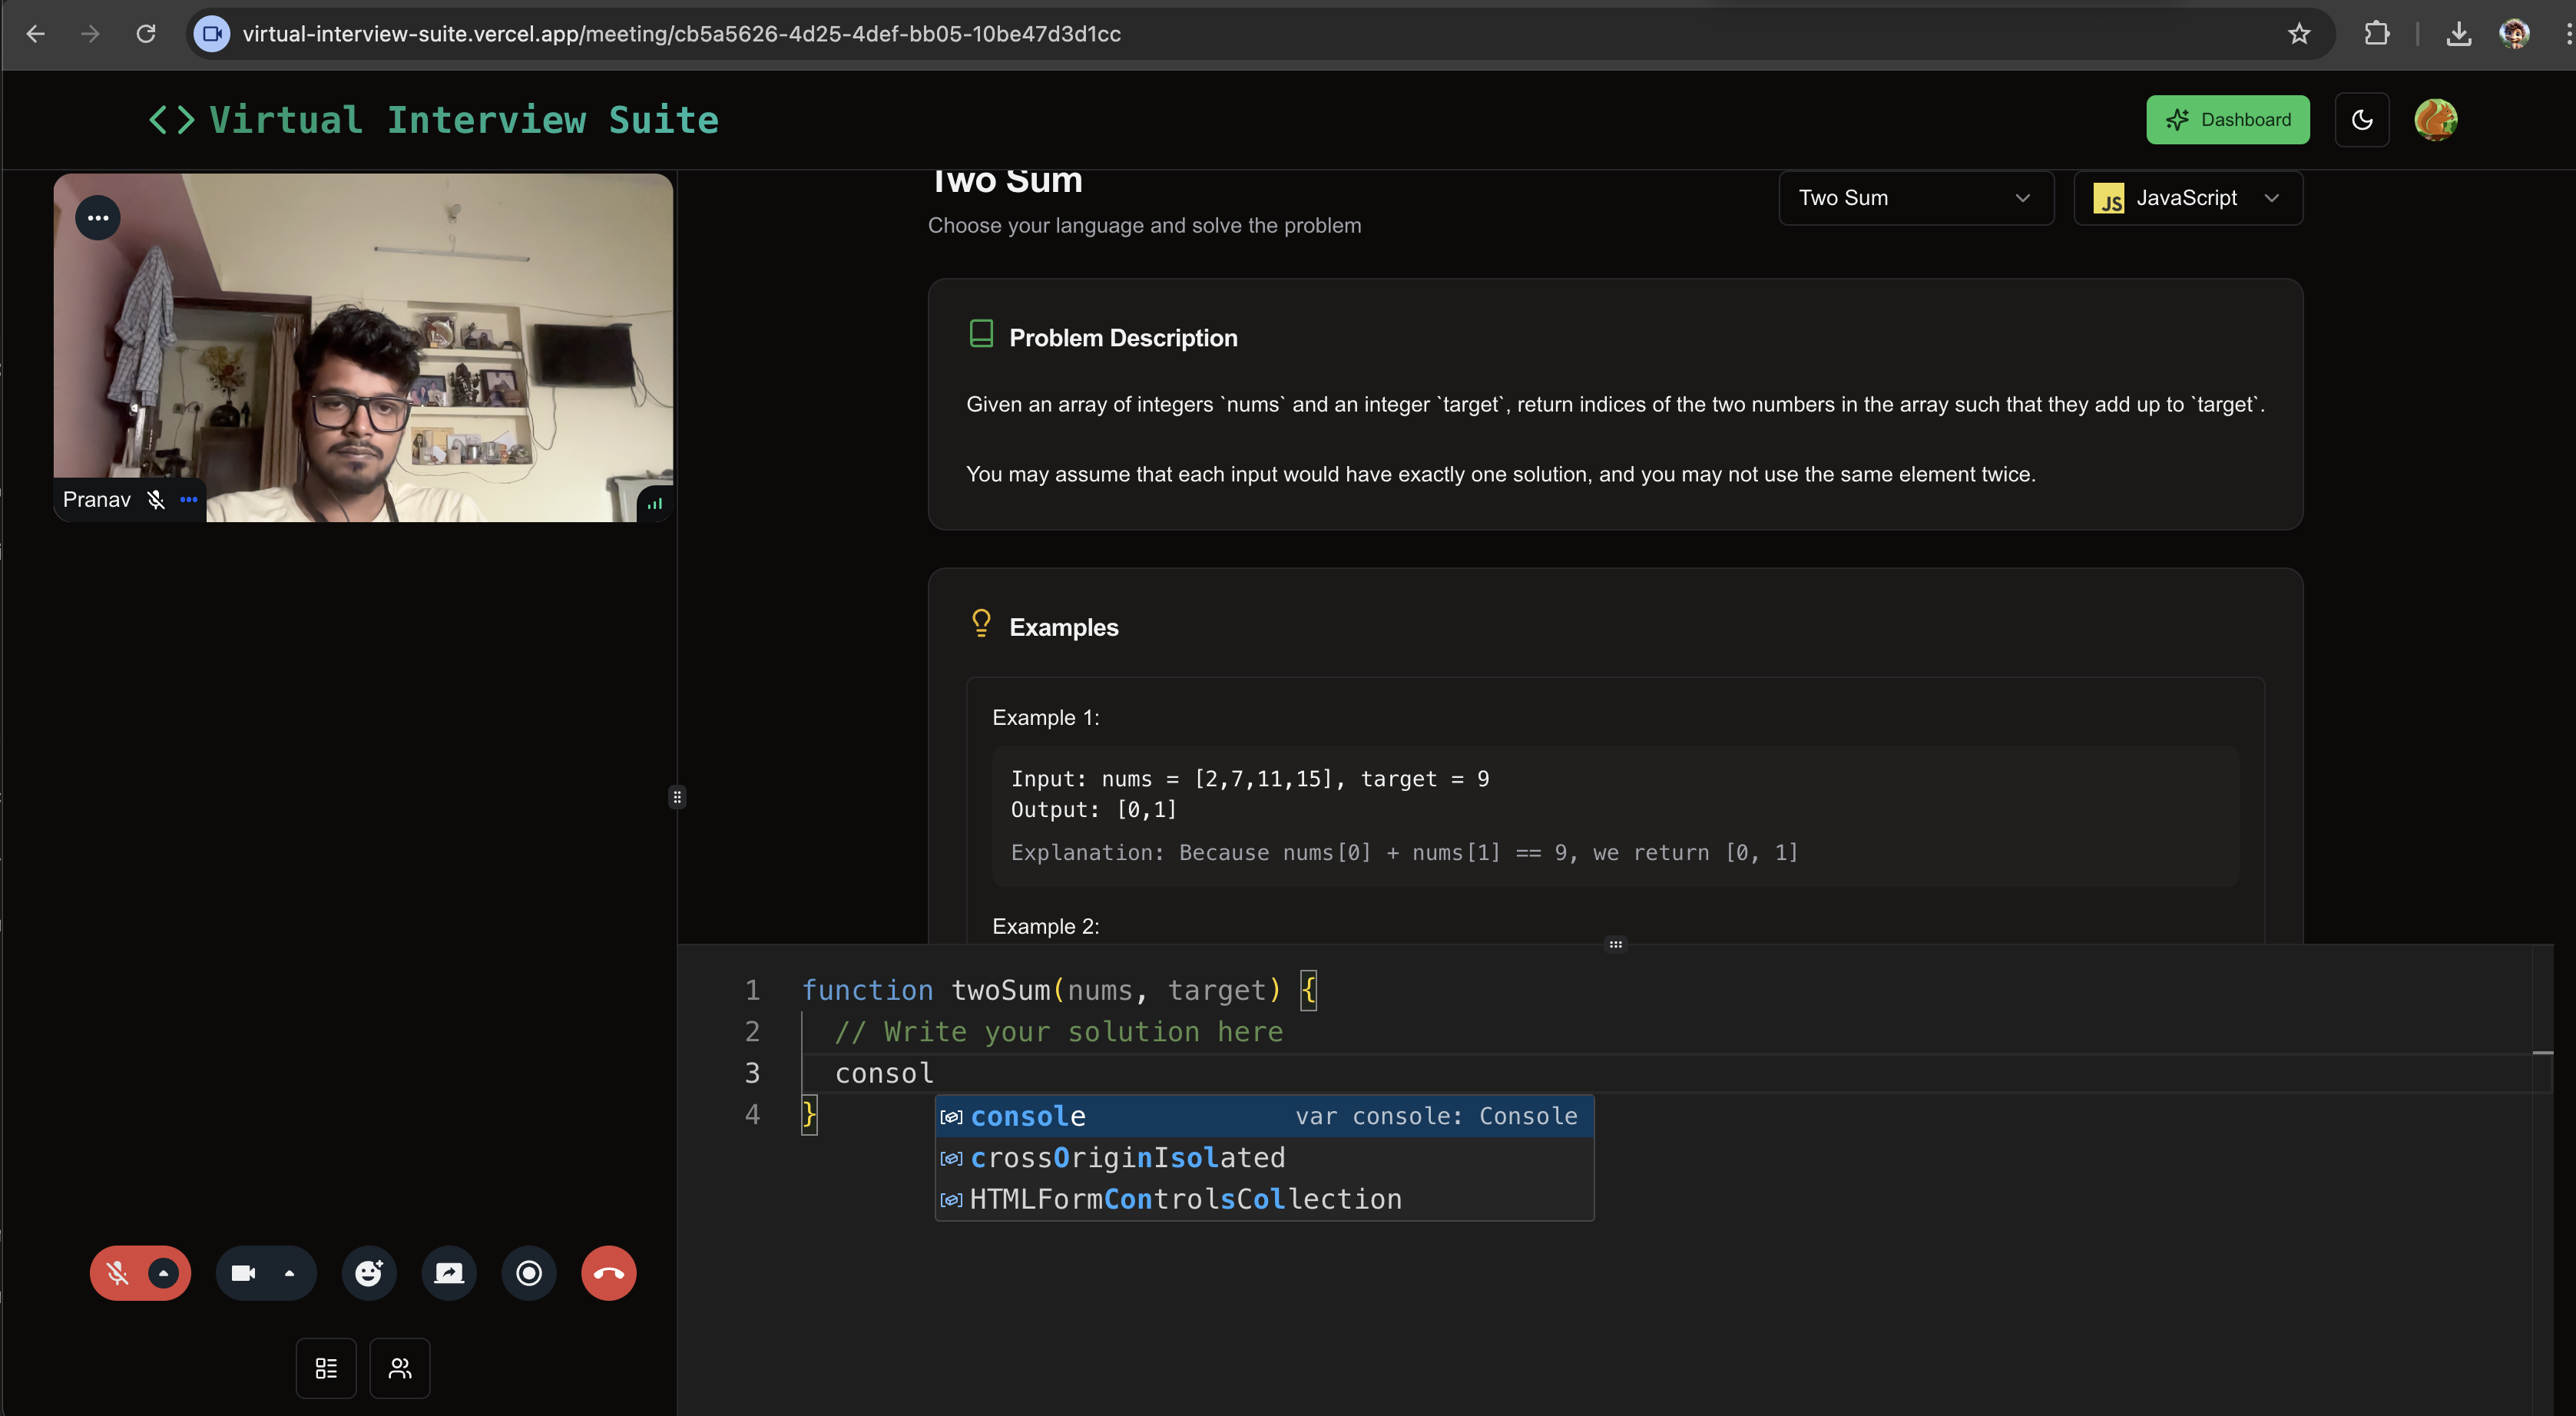 virtual-interview-suite.vercel.app/meeting/cb5a5626-4d25-4def-bb05-10be47d3d1cc
<> Virtual Interview Suite
Dashboard
Pranav
Two Sum
Choose your language and solve the problem
Two Sum
JS JavaScript
Problem Description
Given an array of integers `nums` and an integer `target`, return indices of the two numbers in the array such that they add up to `target`.
You may assume that each input would have exactly one solution, and you may not use the same element twice.
Examples
Example 1:
Input: nums = [2,7,11,15], target = 9
Output: [0,1]
Explanation: Because nums[0] + nums[1] == 9, we return [0, 1]
Example 2:
1 function twoSum(nums, target) {
2 // Write your solution here
3 consol
4 }
console var console: Console
crossOriginIsolated
HTMLFormControlsCollection